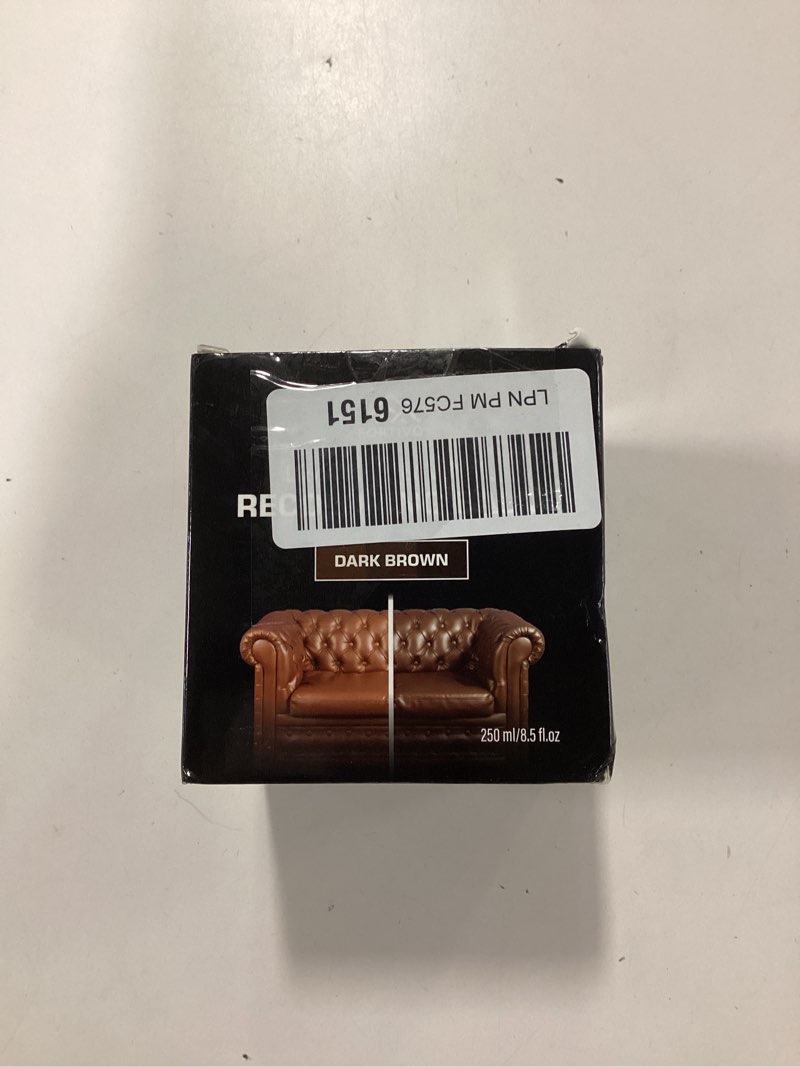 LPN PM FC576 6151
REC
DARK BROWN
250 ml/8.5 fl.oz